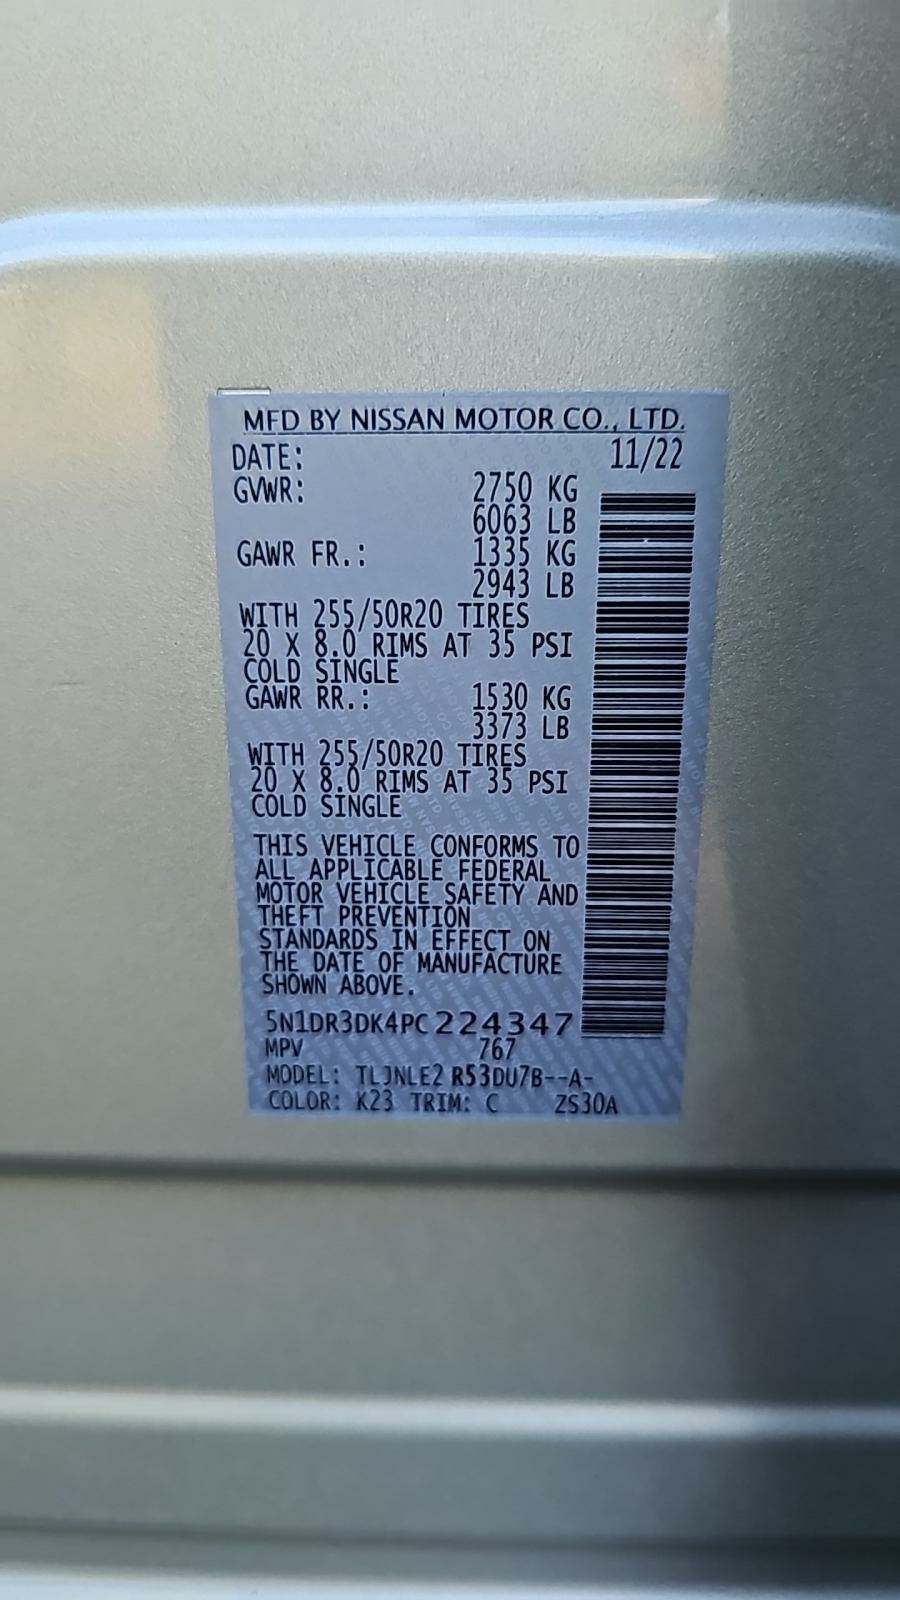 MFD BY NISSAN MOTOR CO., LTD.
DATE: 11/22
GVWR: 2750 KG
6063 LB
GAWR FR.: 1335 KG
2943 LB
WITH 255/50R20 TIRES
20 X 8.0 RIMS AT 35 PSI
COLD SINGLE
GAWR RR.: 1530 KG
3373 LB
WITH 255/50R20 TIRES
20 X 8.0 RIMS AT 35 PSI
COLD SINGLE
THIS VEHICLE CONFORMS TO
ALL APPLICABLE FEDERAL
MOTOR VEHICLE SAFETY AND
THEFT PREVENTION
STANDARDS IN EFFECT ON
THE DATE OF MANUFACTURE
SHOWN ABOVE.
5N1DR3DK4PC224347
MPV 767
MODEL: TLJNLE2 R53DU7B--A-
COLOR: K23 TRIM: C ZS30A